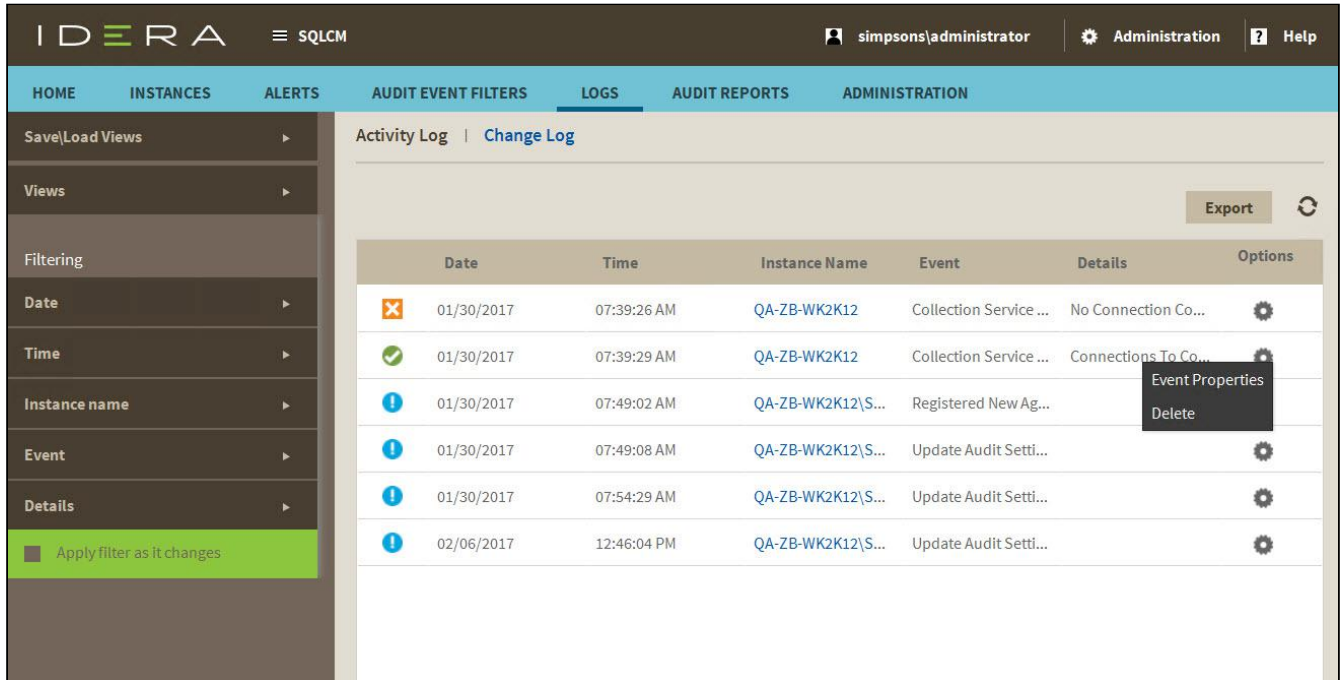 IDERA ≡ SQLCM simpsons\administrator Administration ? Help
HOME INSTANCES ALERTS AUDIT EVENT FILTERS LOGS AUDIT REPORTS ADMINISTRATION
Save\Load Views
Activity Log | Change Log
Views
Export
Filtering
Date Time Instance Name Event Details Options
Date
01/30/2017 07:39:26 AM QA-ZB-WK2K12 Collection Service ... No Connection Co...
Time
01/30/2017 07:39:29 AM QA-ZB-WK2K12 Collection Service ... Connections To Co...
Event Properties
Delete
Instance name
01/30/2017 07:49:02 AM QA-ZB-WK2K12\S... Registered New Ag...
Event
01/30/2017 07:49:08 AM QA-ZB-WK2K12\S... Update Audit Setti...
Details
01/30/2017 07:54:29 AM QA-ZB-WK2K12\S... Update Audit Setti...
Apply filter as it changes
02/06/2017 12:46:04 PM QA-ZB-WK2K12\S... Update Audit Setti...